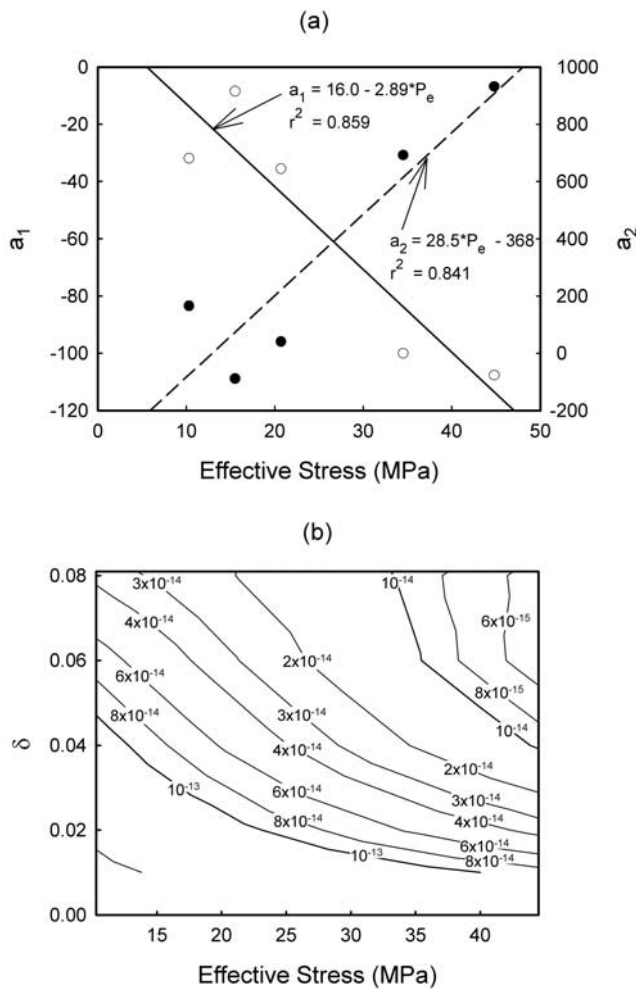 (a)
0
-20
-40
-60
-80
-100
-120
a₁
1000
800
600
400
200
0
-200
a₂
a₁ = 16.0 - 2.89*Pₑ
r² = 0.859
a₂ = 28.5*Pₑ - 368
r² = 0.841
0 10 20 30 40 50
Effective Stress (MPa)
(b)
0.08
0.06
0.04
0.02
0.00
δ
3x10⁻¹⁴
4x10⁻¹⁴
6x10⁻¹⁴
8x10⁻¹⁴
10⁻¹³
2x10⁻¹⁴
3x10⁻¹⁴
4x10⁻¹⁴
6x10⁻¹⁴
8x10⁻¹⁴
10⁻¹³
10⁻¹⁴
6x10⁻¹⁵
8x10⁻¹⁵
10⁻¹⁴
2x10⁻¹⁴
3x10⁻¹⁴
4x10⁻¹⁴
6x10⁻¹⁴
8x10⁻¹⁴
15 20 25 30 35 40
Effective Stress (MPa)